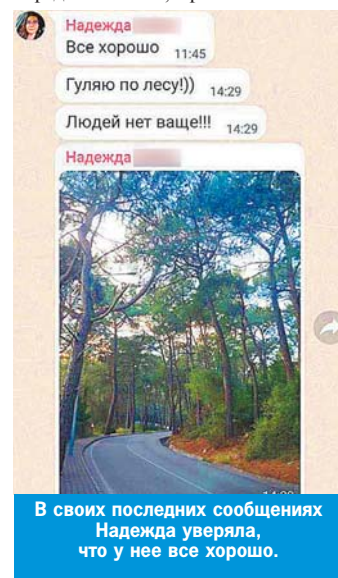 Надежда
Все хорошо 11:45
Гуляю по лесу!)) 14:29
Людей нет ваще!!! 14:29
Надежда
В своих последних сообщениях
Надежда уверяла,
что у нее все хорошо.